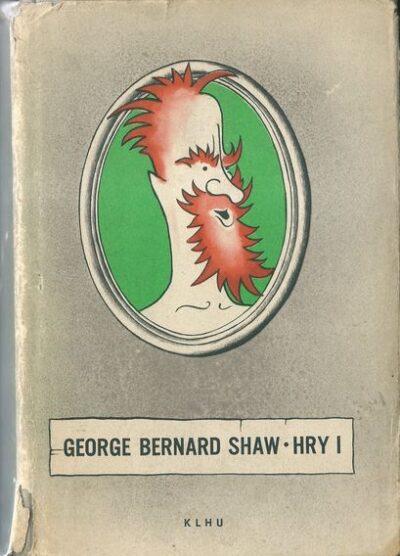 GEORGE BERNARD SHAW · HRY I
KLHU